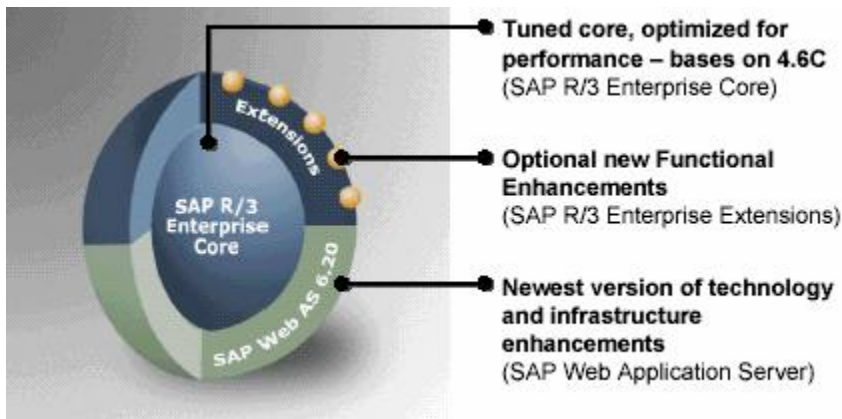 Tuned core, optimized for
performance – bases on 4.6C
(SAP R/3 Enterprise Core)
Extensions
SAP R/3
Enterprise
Core
Optional new Functional
Enhancements
(SAP R/3 Enterprise Extensions)
SAP Web AS 6,20
Newest version of technology
and infrastructure
enhancements
(SAP Web Application Server)